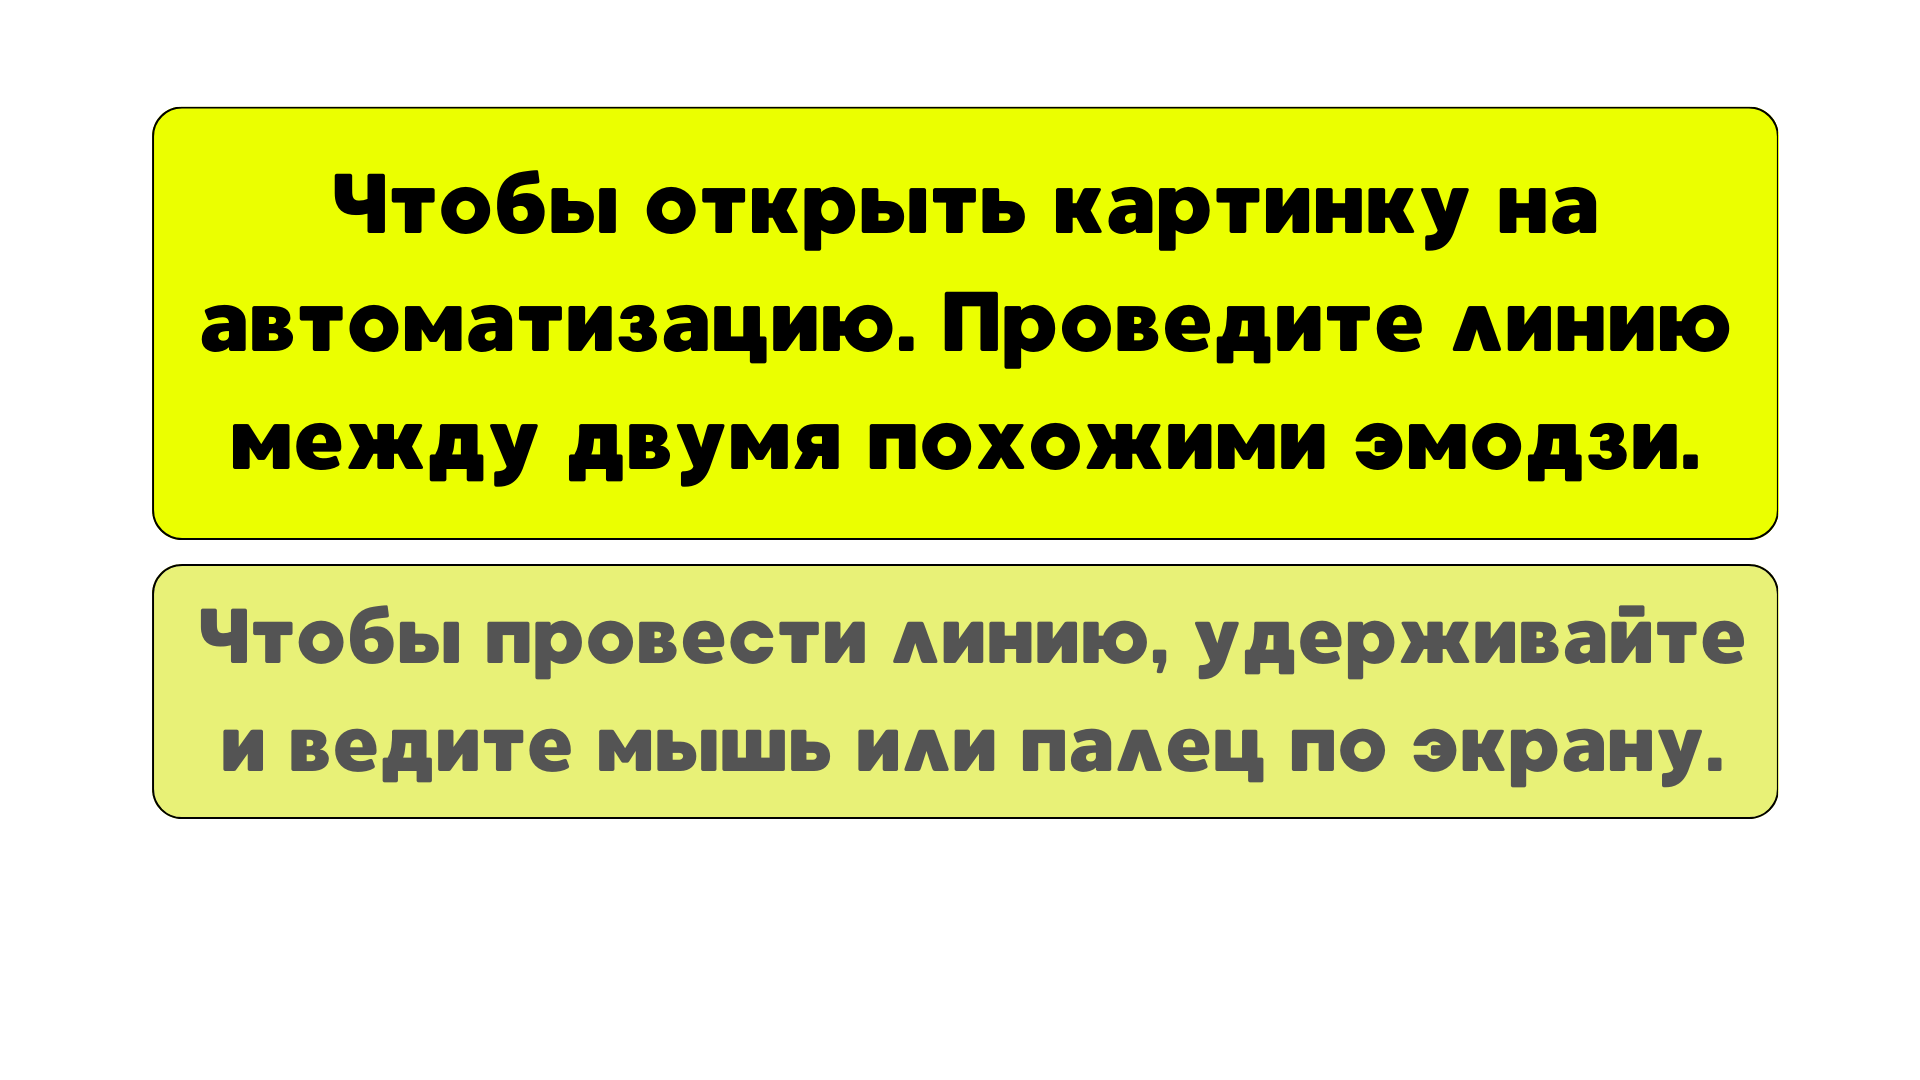 Чтобы открыть картинку на
автоматизацию. Проведите линию
между двумя похожими эмодзи.
Чтобы провести линию, удерживайте
и ведите мышь или палец по экрану.